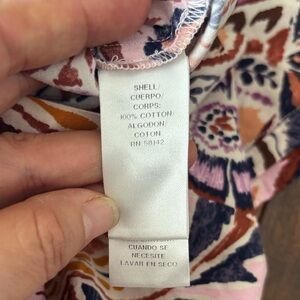 SHELL/
CUERPO/
CORPS:
100% COTTON
ALGODON/
COTON
RN 58142
CUANDO SE
NECESITE
LAVAR EN SECO